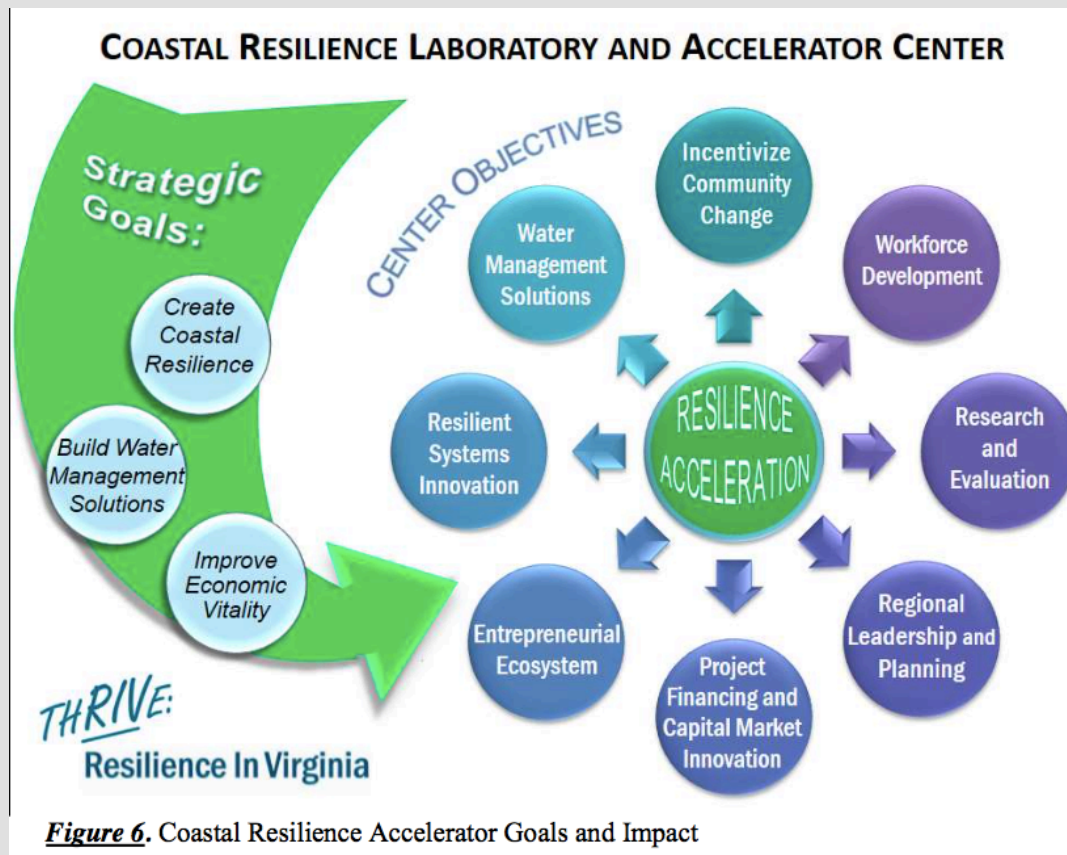 COASTAL RESILIENCE LABORATORY AND ACCELERATOR CENTER
Strategic
Goals:
Create
Coastal
Resilience
Build Water
Management
Solutions
Improve
Economic
Vitality
CENTER OBJECTIVES
Incentivize
Community
Change
Workforce
Development
Research
and
Evaluation
Regional
Leadership and
Planning
Project
Financing and
Capital Market
Innovation
Entrepreneurial
Ecosystem
Resilient
Systems
Innovation
Water
Management
Solutions
RESILIENCE
ACCELERATION
THRIVE:
Resilience In Virginia
Figure 6. Coastal Resilience Accelerator Goals and Impact